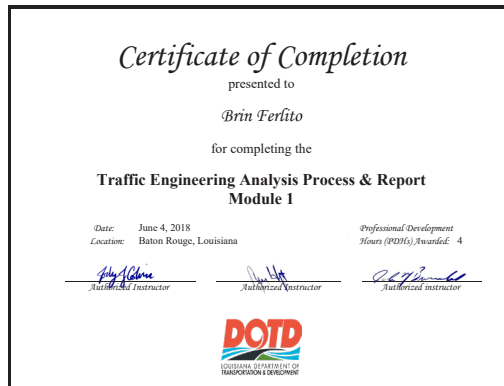 Certificate of Completion
presented to
Brin Ferlito
for completing the
Traffic Engineering Analysis Process & Report
Module 1
Date: June 4, 2018
Location: Baton Rouge, Louisiana
Professional Development
Hours (PDHs) Awarded: 4
Authorized Instructor
Authorized Instructor
Authorized instructor
DOTD
LOUISIANA DEPARTMENT OF
TRANSPORTATION & DEVELOPMENT